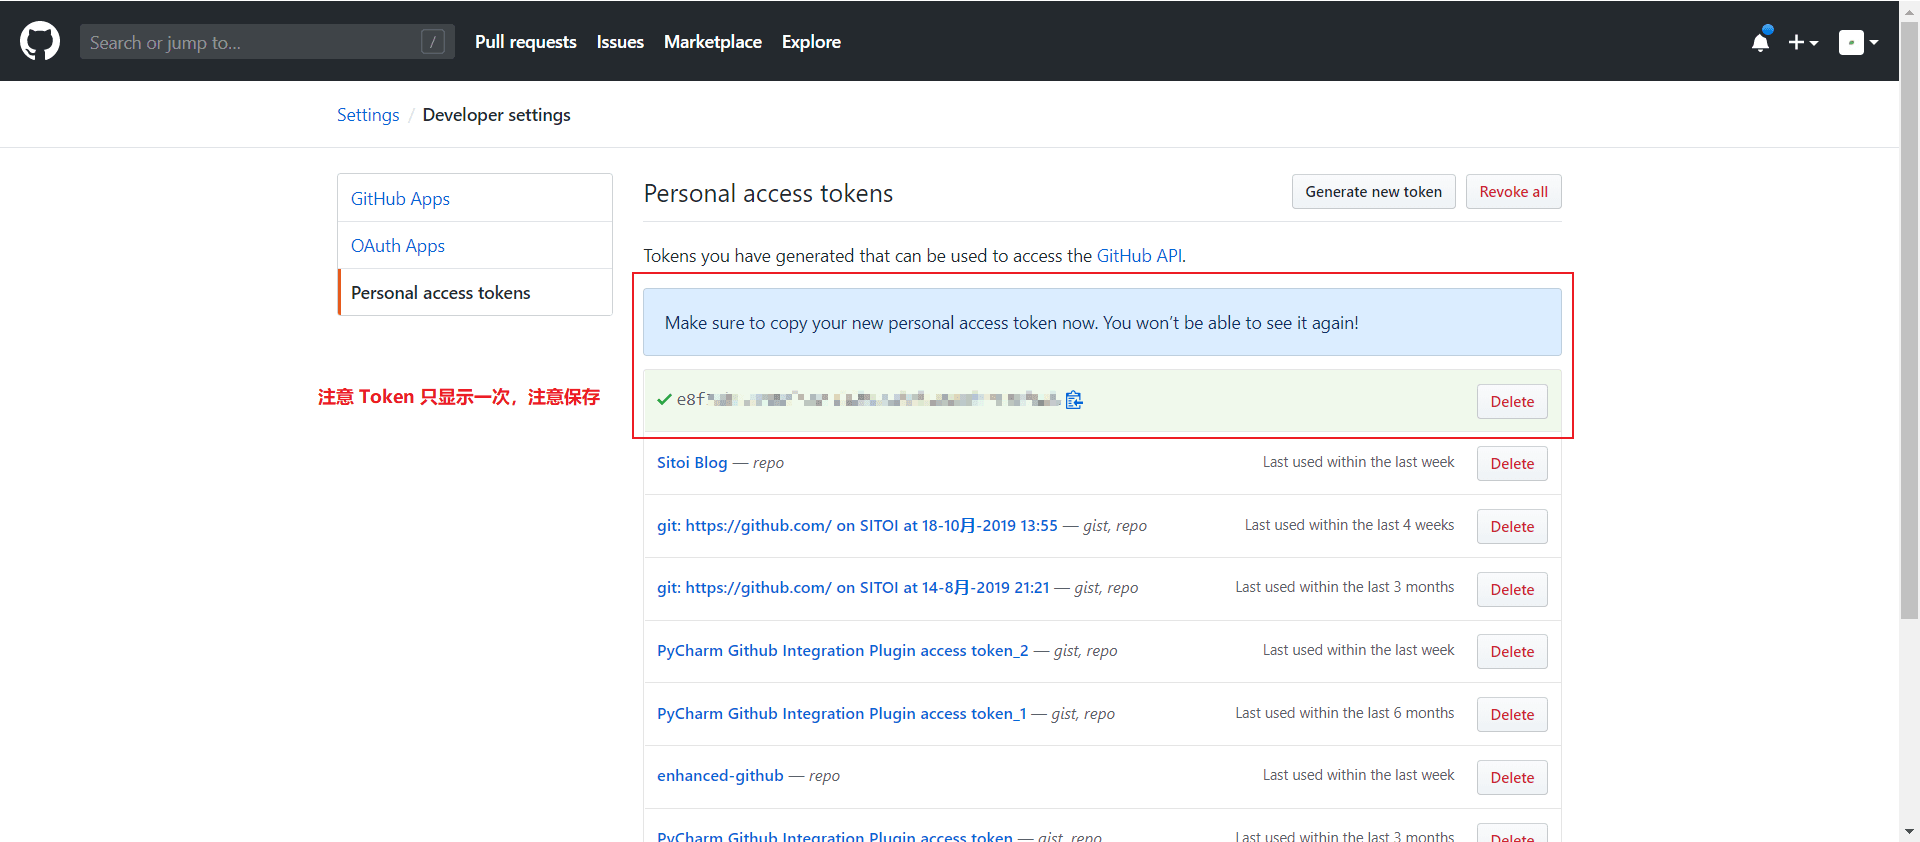 Search or jump to... /
Pull requests Issues Marketplace Explore
Settings / Developer settings
GitHub Apps
OAuth Apps
Personal access tokens
Personal access tokens
Generate new token
Revoke all
Tokens you have generated that can be used to access the GitHub API.
Make sure to copy your new personal access token now. You won't be able to see it again!
注意 Token 只显示一次，注意保存
e8f
Delete
Sitoi Blog — repo Last used within the last week Delete
git: https://github.com/ on SITOI at 18-10月-2019 13:55 — gist, repo Last used within the last 4 weeks Delete
git: https://github.com/ on SITOI at 14-8月-2019 21:21 — gist, repo Last used within the last 3 months Delete
PyCharm Github Integration Plugin access token_2 — gist, repo Last used within the last week Delete
PyCharm Github Integration Plugin access token_1 — gist, repo Last used within the last 6 months Delete
enhanced-github — repo Last used within the last week Delete
PyCharm Github Integration Plugin access token — gist, repo Last used within the last 3 months Delete